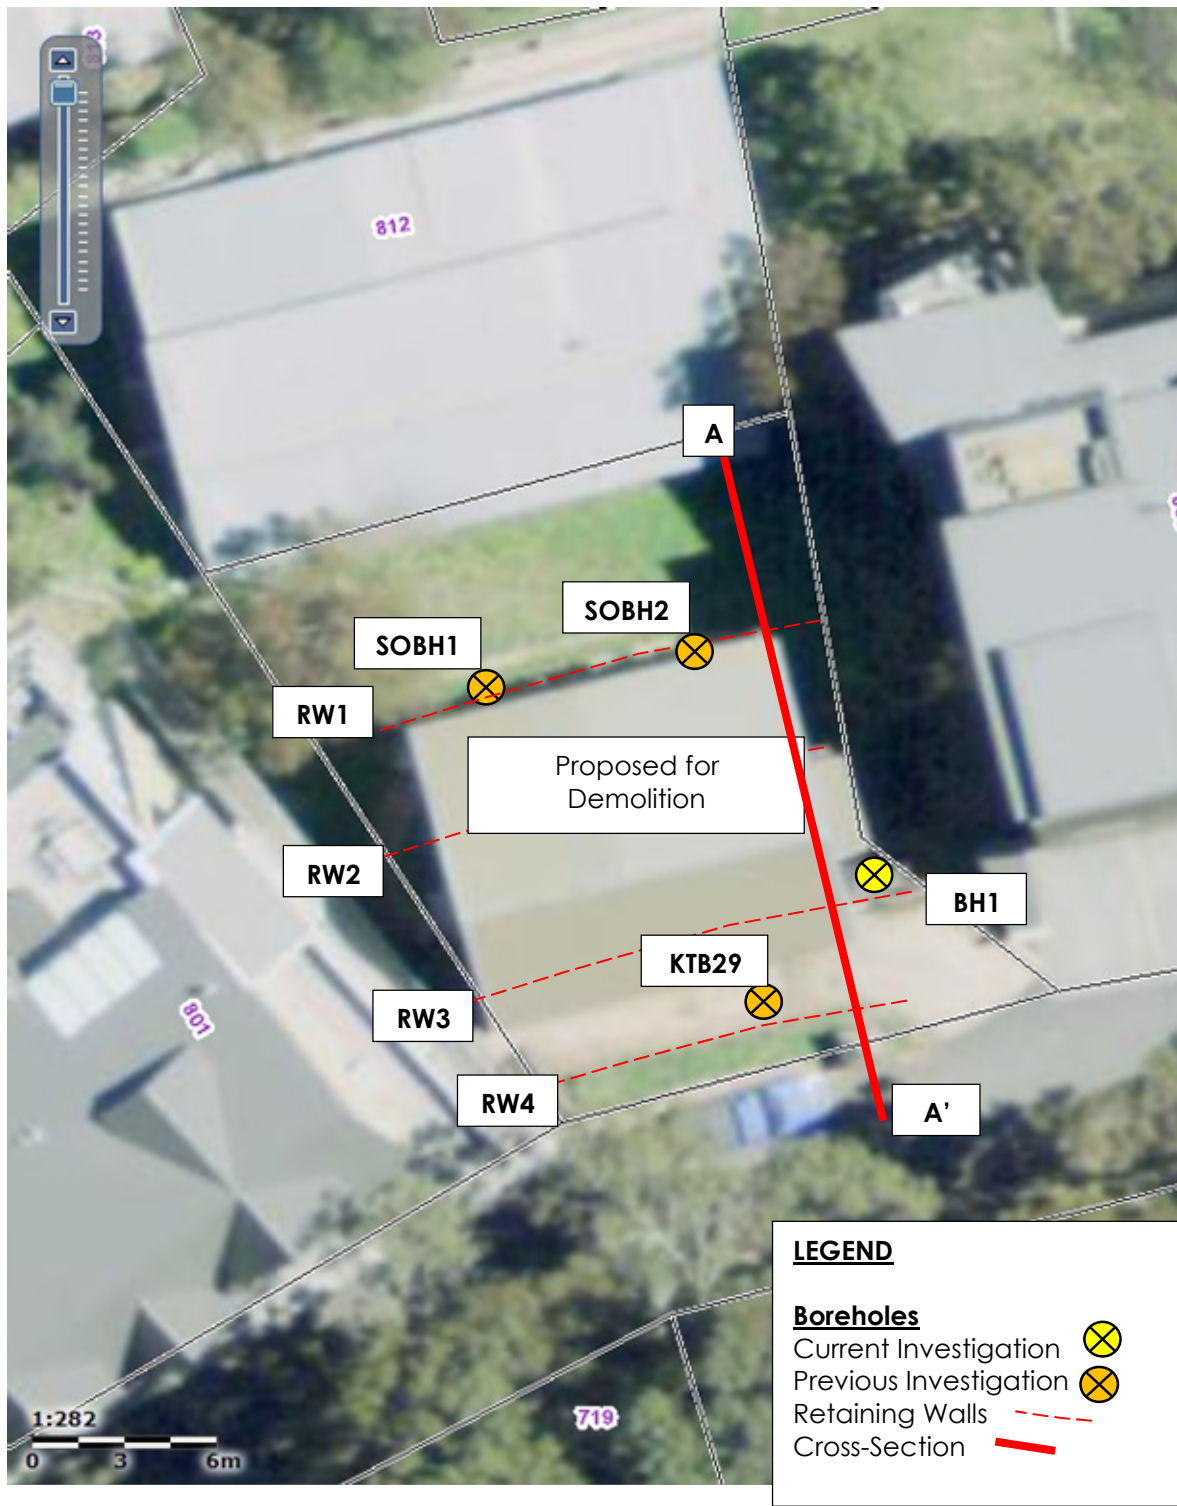 812
A
SOBH2
SOBH1
RW1
Proposed for
Demolition
RW2
BH1
KTB29
RW3
801
RW4
A’
LEGEND
Boreholes
Current Investigation
Previous Investigation
Retaining Walls
Cross-Section
719
1:282
0 3 6m